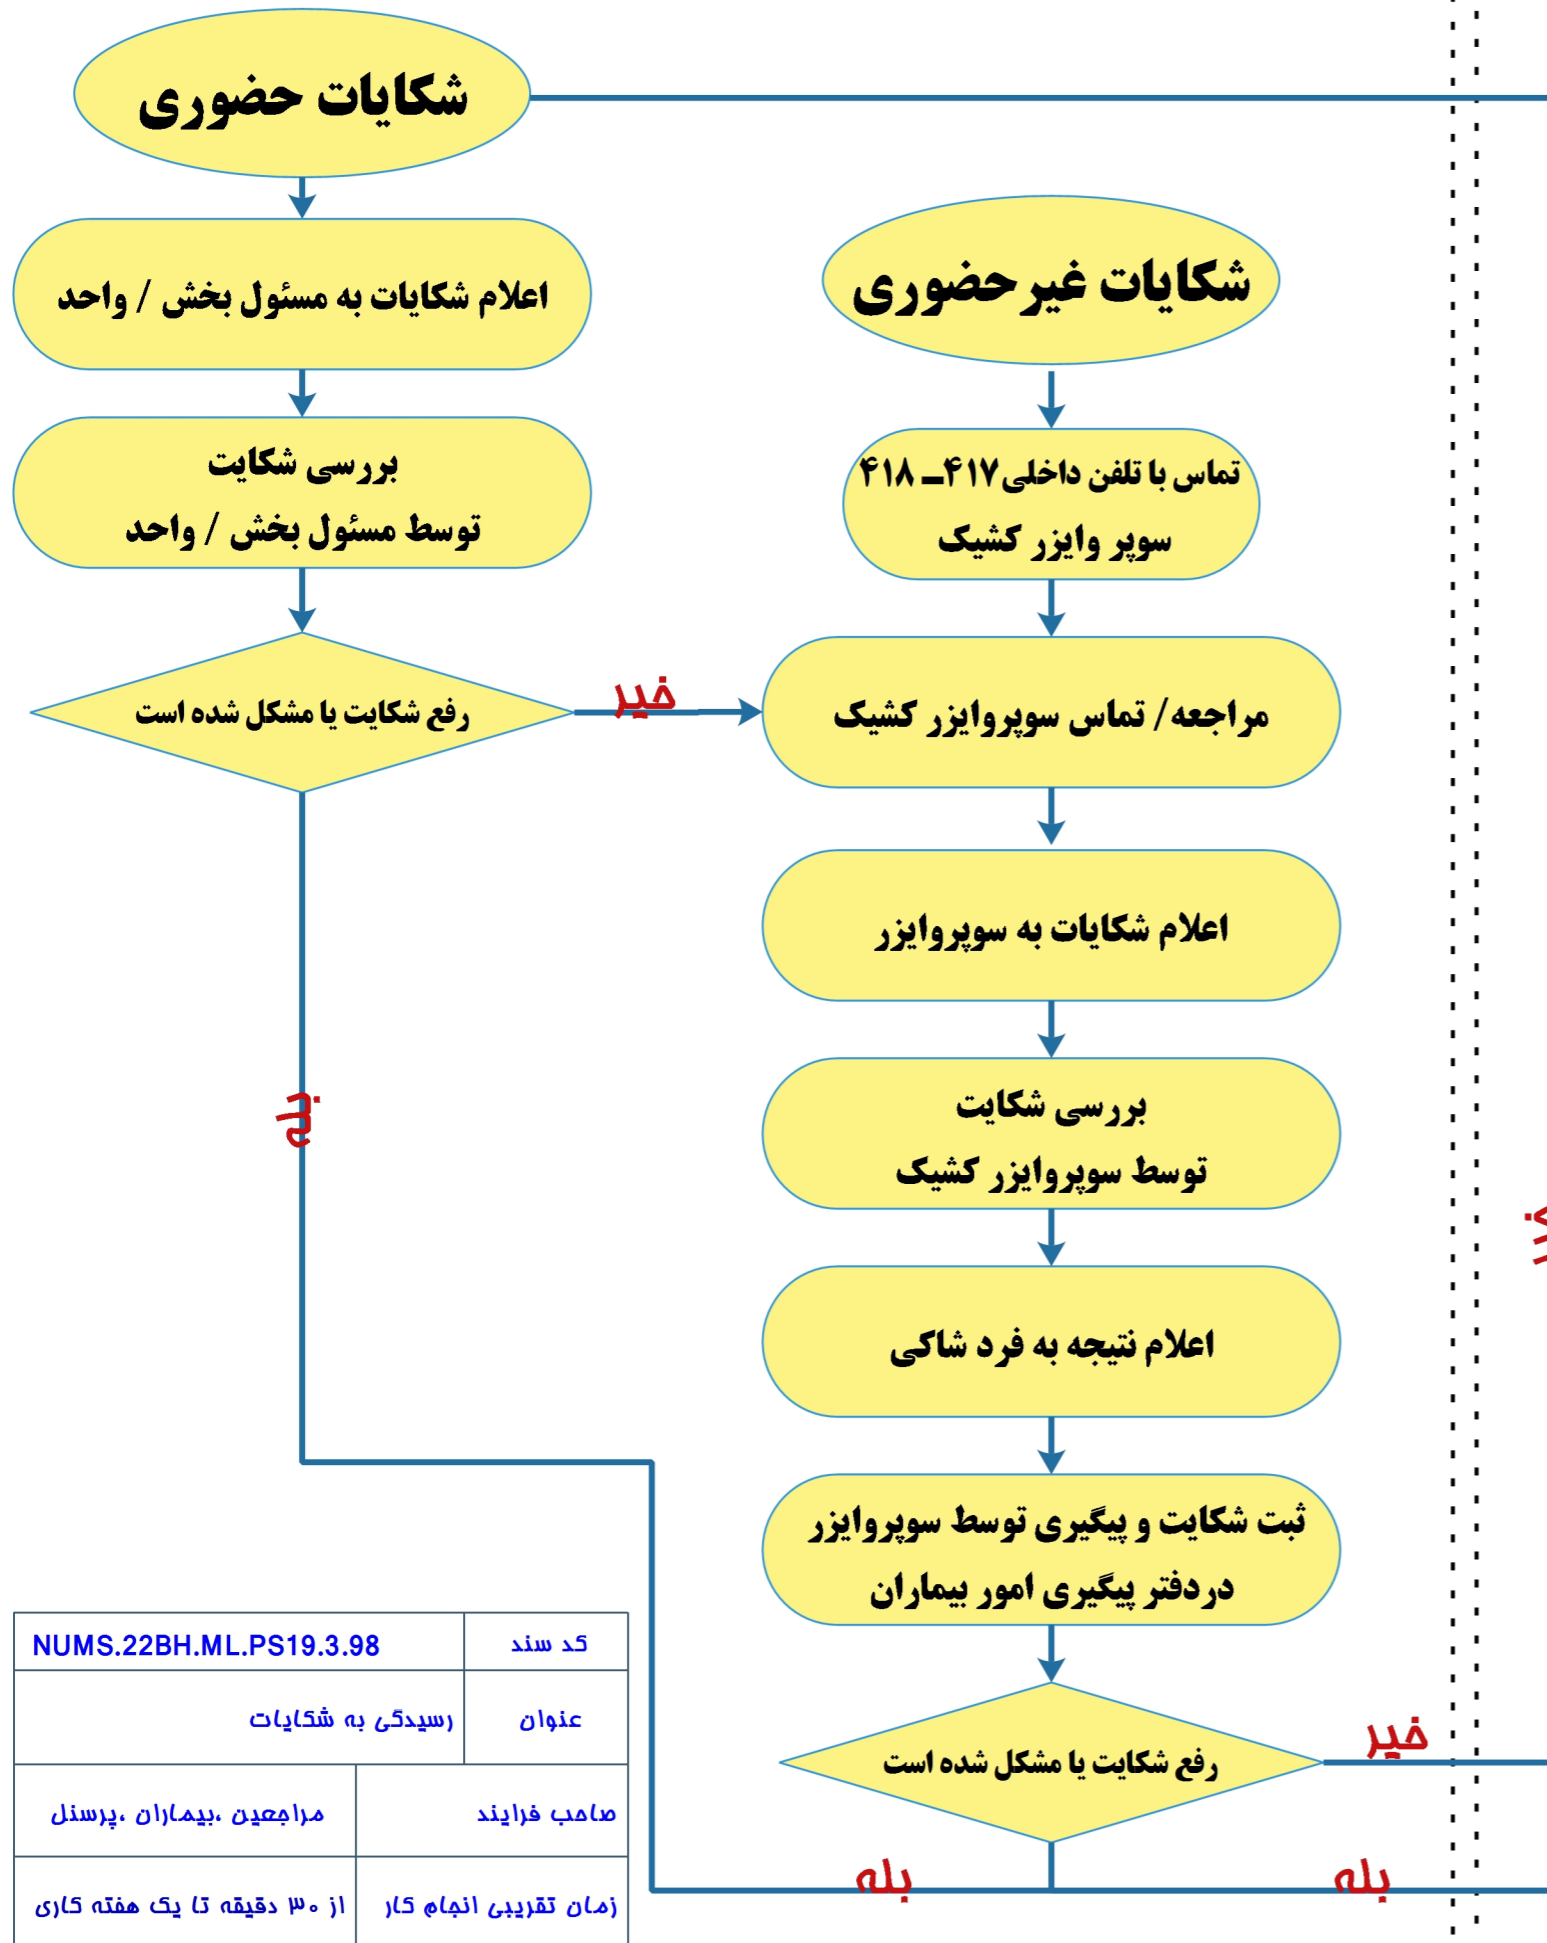 شکایات حضوری
اعلام شکایات به مسئول بخش / واحد
بررسی شکایت
توسط مسئول بخش / واحد
رفع شکایت یا مشکل شده است
خیر
بله
شکایات غیرحضوری
تماس با تلفن داخلی ۴۱۷ـ ۴۱۸
سوپر وایزر کشیک
مراجعه/ تماس سوپروایزر کشیک
اعلام شکایات به سوپروایزر
بررسی شکایت
توسط سوپروایزر کشیک
اعلام نتیجه به فرد شاکی
ثبت شکایت و پیگیری توسط سوپروایزر
دردفتر پیگیری امور بیماران
رفع شکایت یا مشکل شده است
خیر
بله
بله
کد سند NUMS.22BH.ML.PS19.3.98
عنوان رسیدگی به شکایات
صاحب فرایند مراجعین ،بیماران ،پرسنل
زمان تقریبی انجام کار از ۳۰ دقیقه تا یک هفته کاری